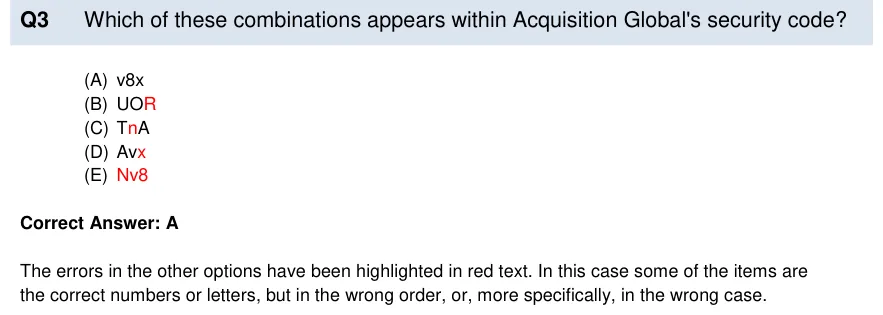 Q3 Which of these combinations appears within Acquisition Global's security code?
(A) v8x
(B) UOR
(C) TnA
(D) Avx
(E) Nv8
Correct Answer: A
The errors in the other options have been highlighted in red text. In this case some of the items are
the correct numbers or letters, but in the wrong order, or, more specifically, in the wrong case.